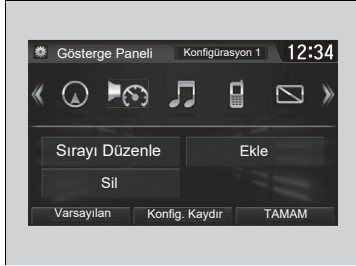 Gösterge Paneli Konfigürasyon 1 12:34
Sırayı Düzenle Ekle
Sil
Varsayılan Konfig. Kaydır TAMAM